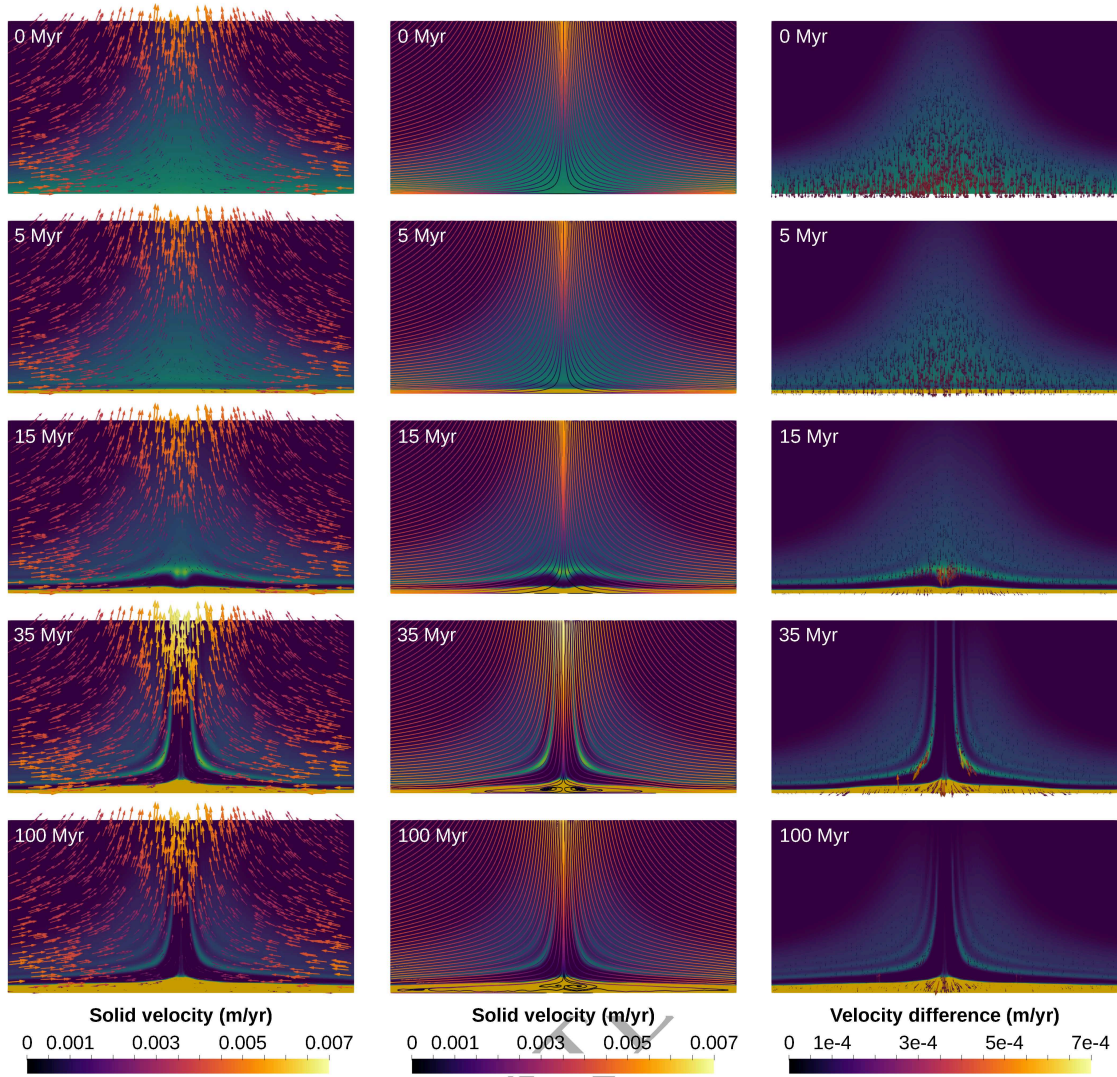 0 Myr 0 Myr 0 Myr
5 Myr 5 Myr 5 Myr
15 Myr 15 Myr 15 Myr
35 Myr 35 Myr 35 Myr
100 Myr 100 Myr 100 Myr
Solid velocity (m/yr) Solid velocity (m/yr) Velocity difference (m/yr)
0 0.001 0.003 0.005 0.007 0 0.001 0.003 0.005 0.007 0 1e-4 3e-4 5e-4 7e-4